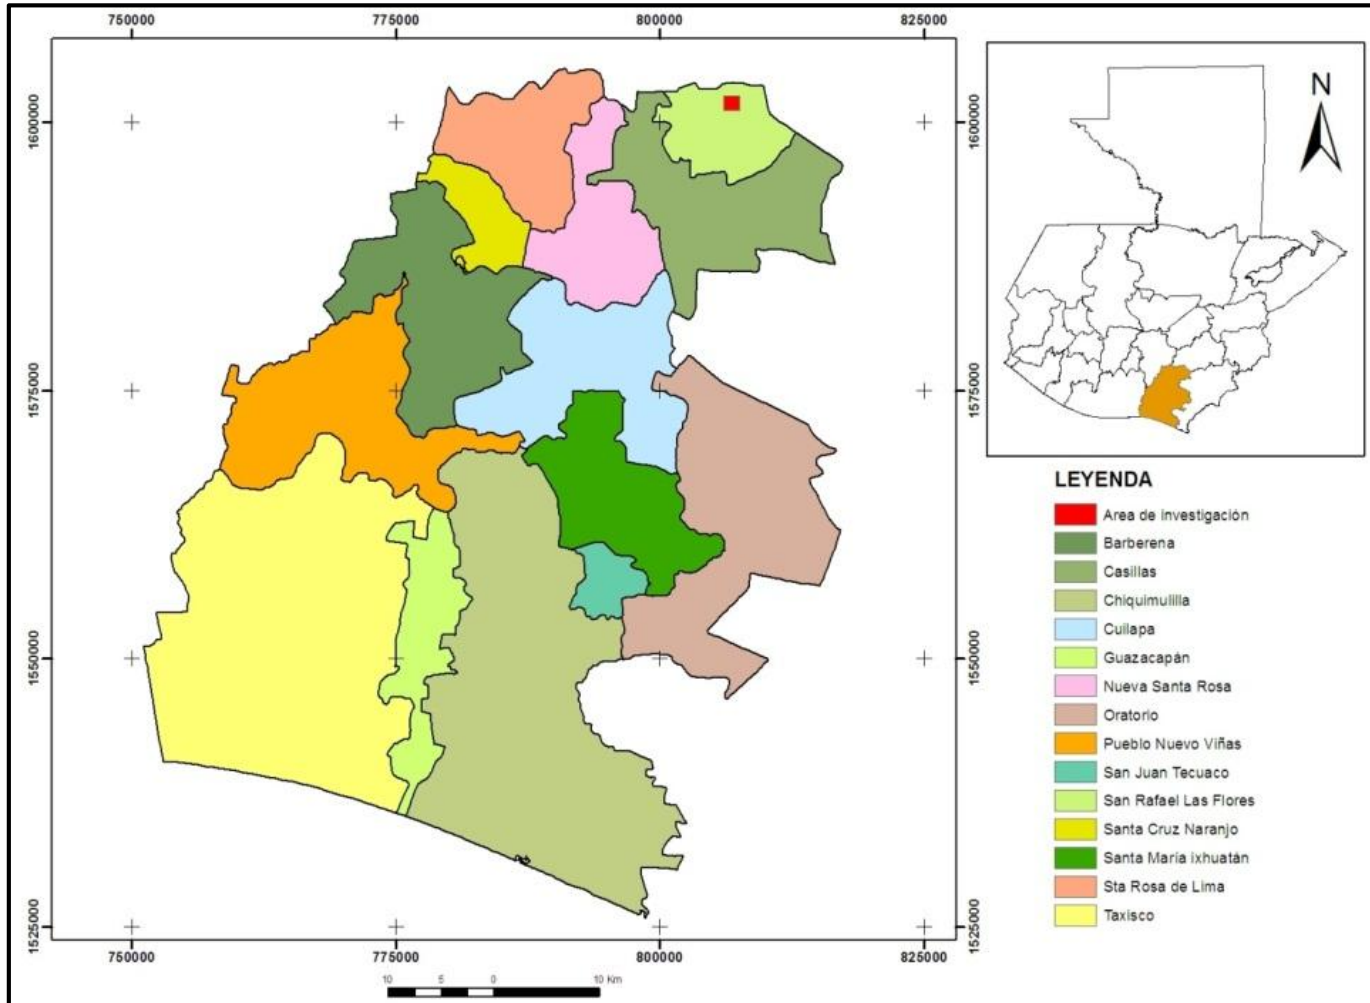 750000 775000 800000 825000
1600000 1600000
N
1575000 1575000
LEYENDA
Area de investigación
Barberena
Casillas
Chiquimulilla
Cuilapa
Guazacapán
Nueva Santa Rosa
Oratorio
Pueblo Nuevo Viñas
San Juan Tecuaco
San Rafael Las Flores
Santa Cruz Naranjo
Santa María ixhuatán
Sta Rosa de Lima
Taxisco
1550000 1550000
1525000 1525000
750000 775000 800000 825000
10 5 0 10 Km